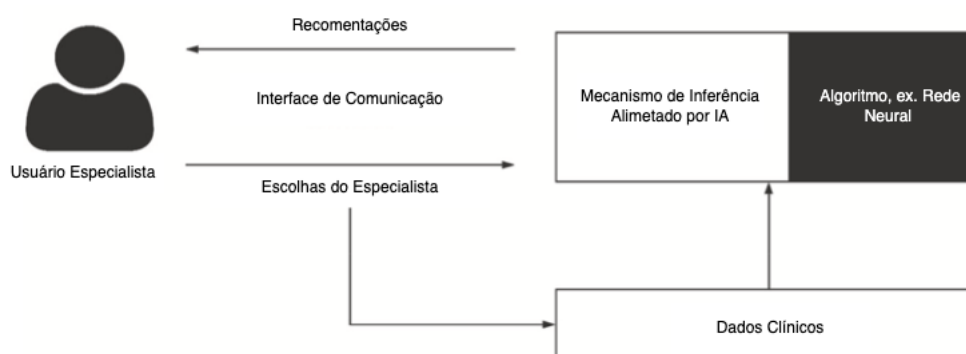 Recomentações
Interface de Comunicação
Usuário Especialista
Escolhas do Especialista
Mecanismo de Inferência
Alimetado por IA
Algoritmo, ex. Rede
Neural
Dados Clínicos